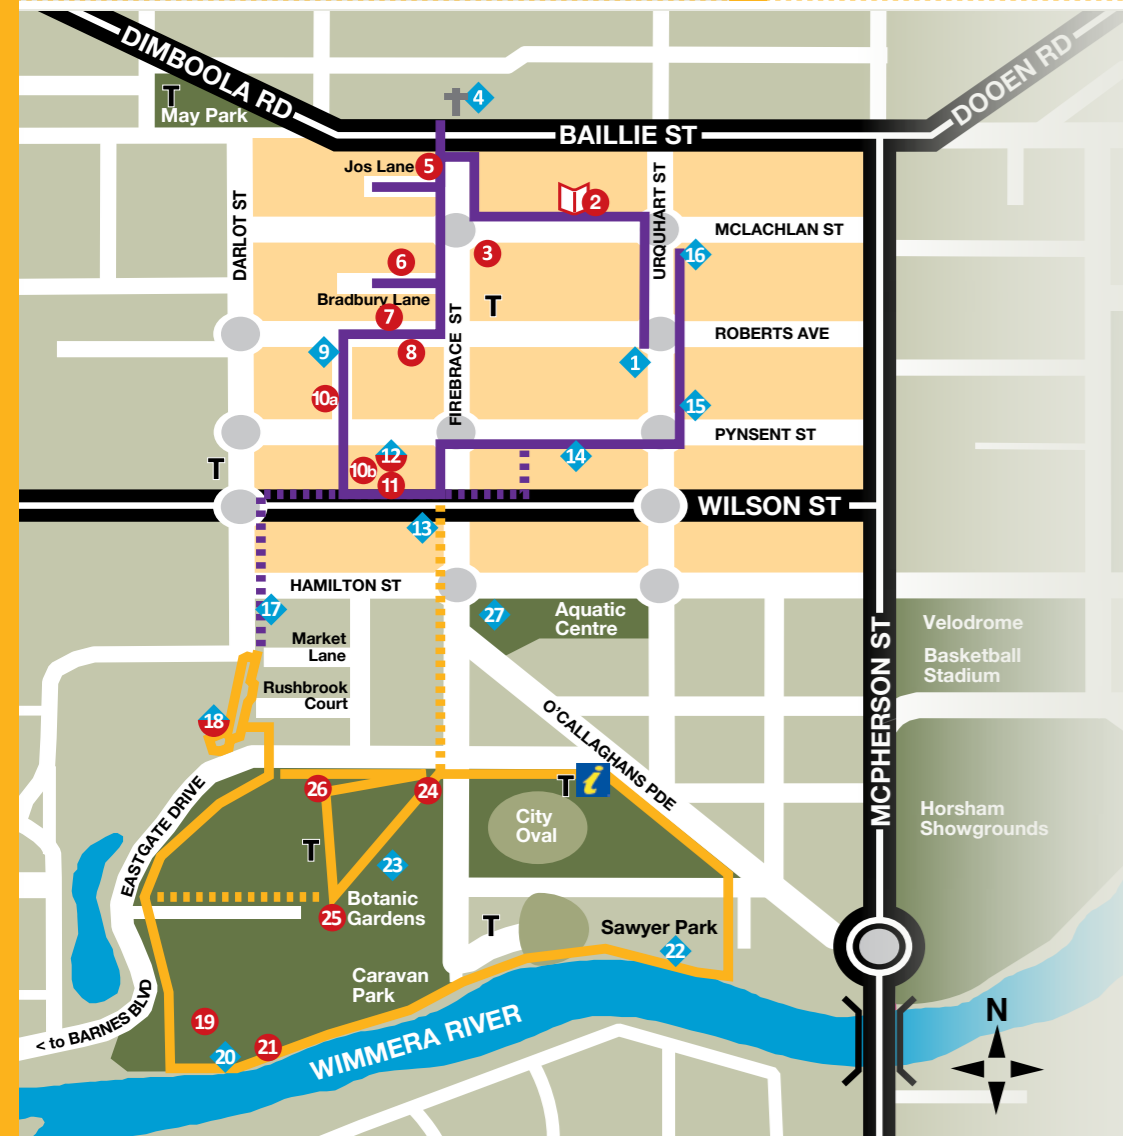 DIMBOOLA RD
DOOEN RD
T
May Park
4
BAILLIE ST
Jos Lane
5
DARLOT ST
URQUHART ST
2
MCLACHLAN ST
3
16
6
Bradbury Lane
T
7
FIREBRACE ST
ROBERTS AVE
9
8
1
10a
15
PYNSENT ST
T
12
14
10b
11
WILSON ST
13
HAMILTON ST
17
27
Aquatic
Centre
Velodrome
Market
Lane
Basketball
Stadium
Rushbrook
Court
18
O'CALLAGHANS PDE
MCPHERSON ST
T
i
26
24
EASTGATE DRIVE
City
Oval
Horsham
Showgrounds
T
23
Botanic
Gardens
25
T
Sawyer Park
22
Caravan
Park
< to BARNES BLVD
19
20
21
WIMMERA RIVER
N